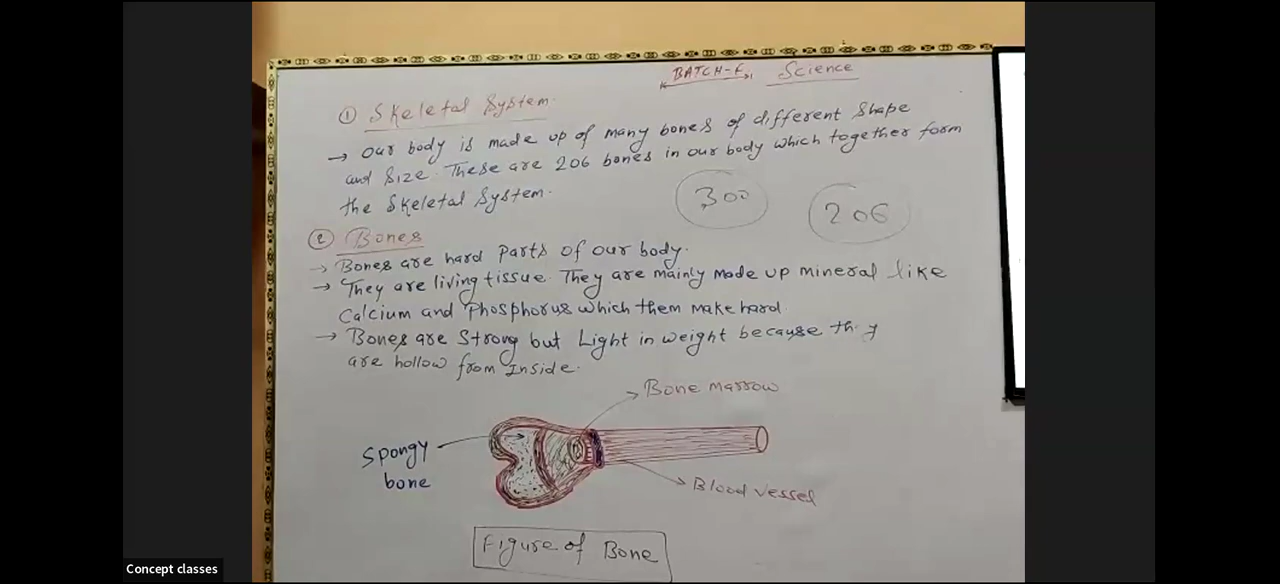 BATCH-F Science
① Skeletal System.
→ Our body is made up of many bones of different Shape
and Size. These are 206 bones in our body which together form
the Skeletal System.
300
206
② Bones
→ Bones are hard Parts of our body.
→ They are living tissue. They are mainly made up mineral like
Calcium and Phosphorus which them make hard.
→ Bones are Strong but Light in weight because they
are hollow from Inside.
Bone marrow
Spongy
bone
Blood vessel
Figure of Bone
Concept classes